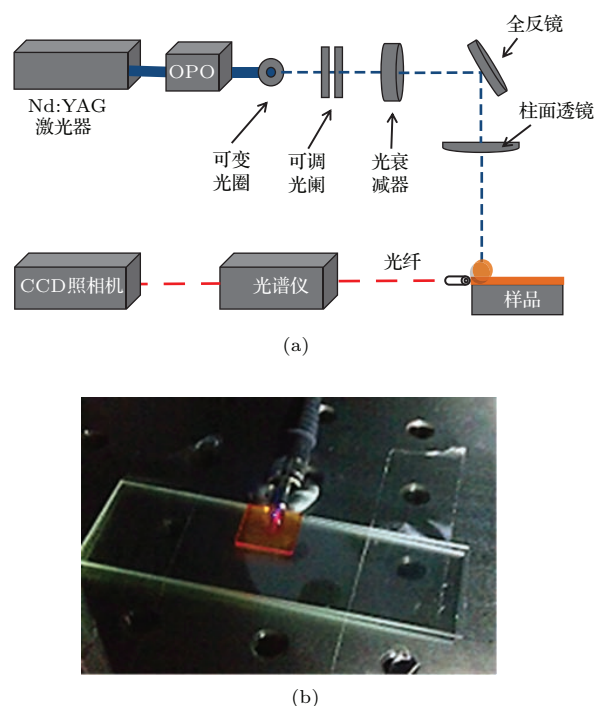 全反镜
OPO
Nd:YAG
激光器
柱面透镜
可变
光圈
可调
光阑
光衰
减器
光纤
CCD照相机
光谱仪
样品
(a)
(b)